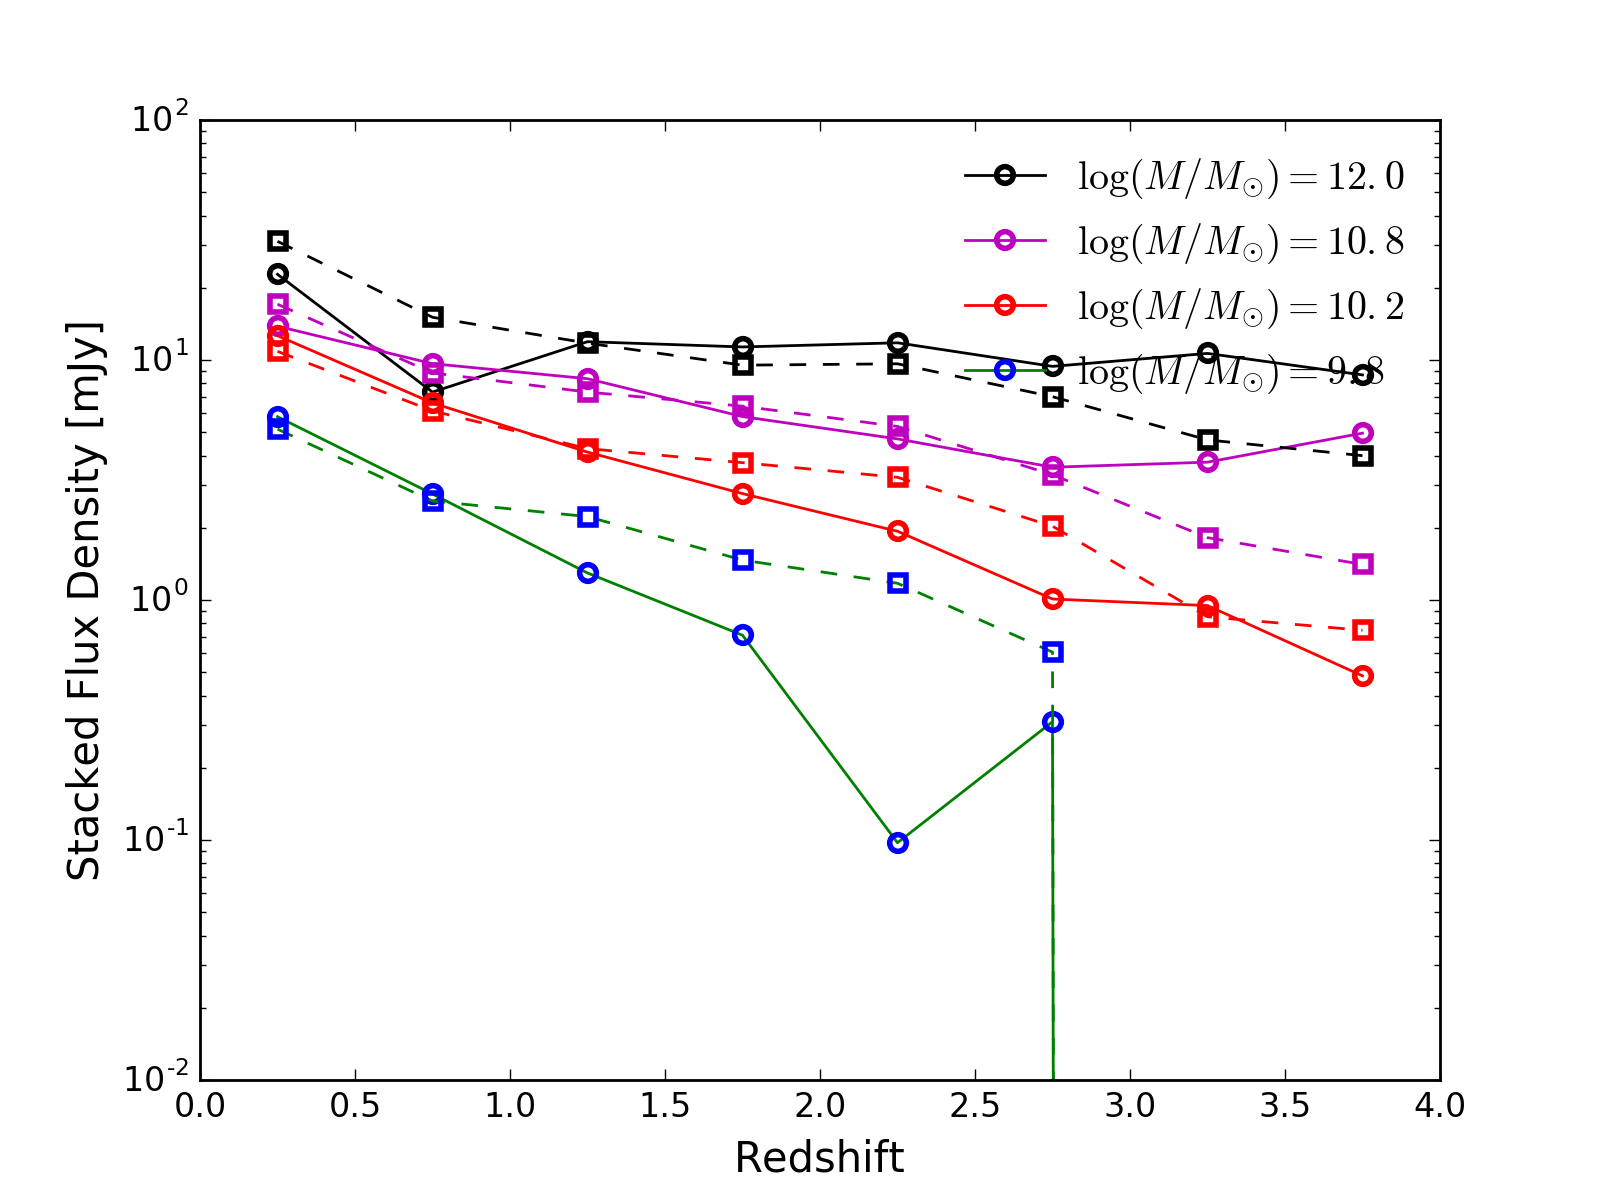 10^2
10^1
10^0
10^-1
10^-2
Stacked Flux Density [mJy]
log(M/M⊙) = 12.0
log(M/M⊙) = 10.8
log(M/M⊙) = 10.2
log(M/M⊙) = 9.8
0.0 0.5 1.0 1.5 2.0 2.5 3.0 3.5 4.0
Redshift